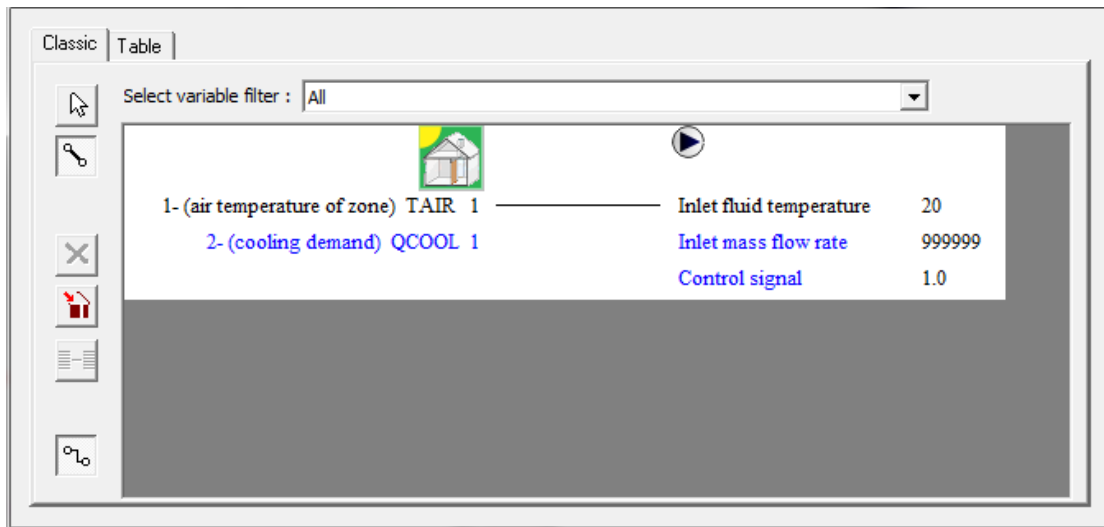 Classic Table
Select variable filter : All
1- (air temperature of zone) TAIR 1 Inlet fluid temperature 20
2- (cooling demand) QCOOL 1 Inlet mass flow rate 999999
Control signal 1.0